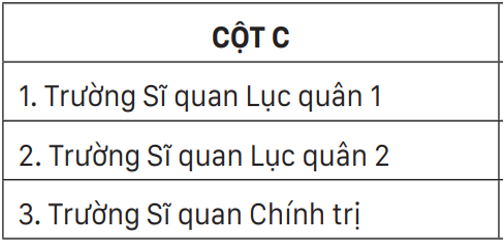 CỘT C
1. Trường Sĩ quan Lục quân 1
2. Trường Sĩ quan Lục quân 2
3. Trường Sĩ quan Chính trị